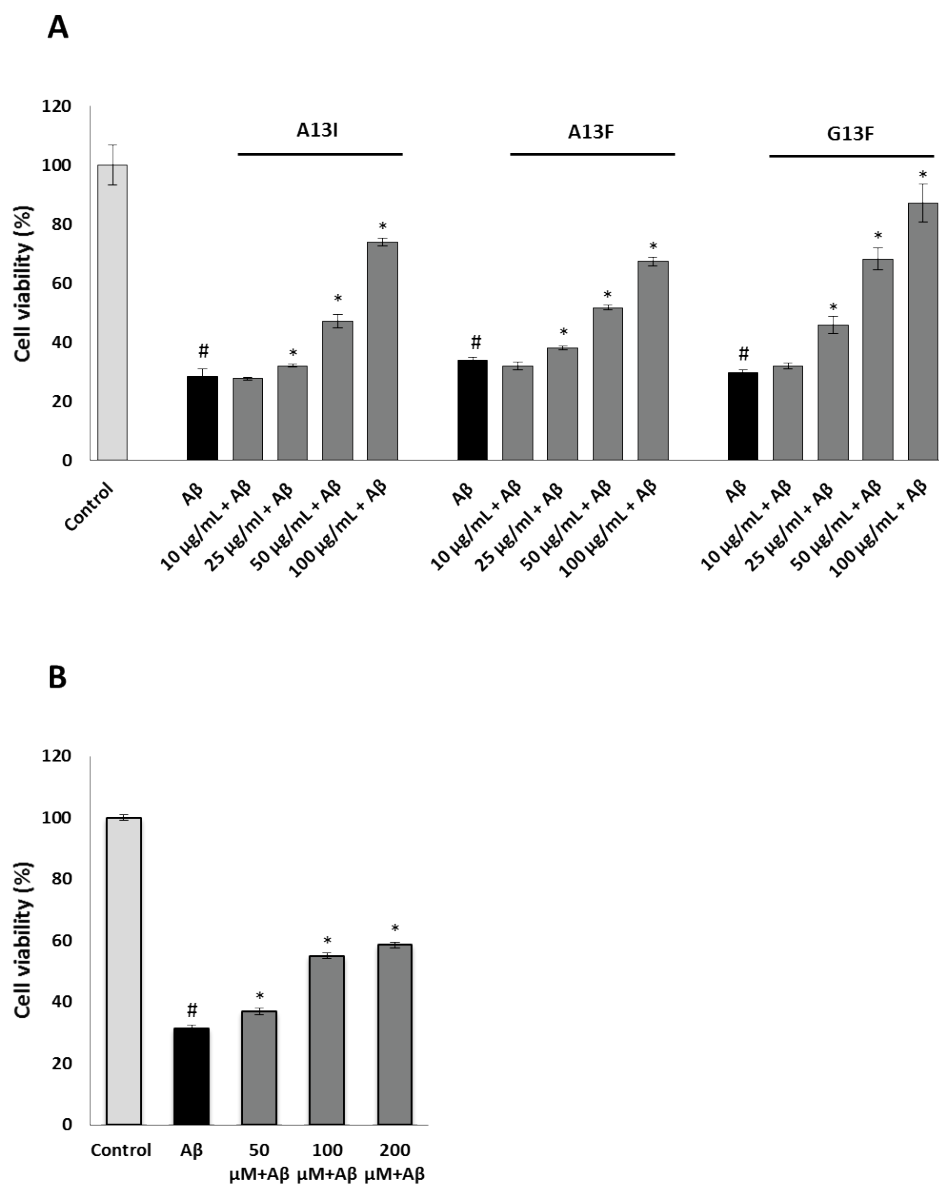 A
120
100
80
60
40
20
0
Cell viability (%)
A13I
A13F
G13F
#
*
*
*
#
*
*
*
#
*
*
*
Control
Aβ
10 µg/mL + Aβ
25 µg/ml + Aβ
50 µg/mL + Aβ
100 µg/mL + Aβ
Aβ
10 µg/mL + Aβ
25 µg/ml + Aβ
50 µg/mL + Aβ
100 µg/mL + Aβ
Aβ
10 µg/mL + Aβ
25 µg/ml + Aβ
50 µg/mL + Aβ
100 µg/mL + Aβ
B
120
100
80
60
40
20
0
Cell viability (%)
#
*
*
*
Control
Aβ
50
µM+Aβ
100
µM+Aβ
200
µM+Aβ